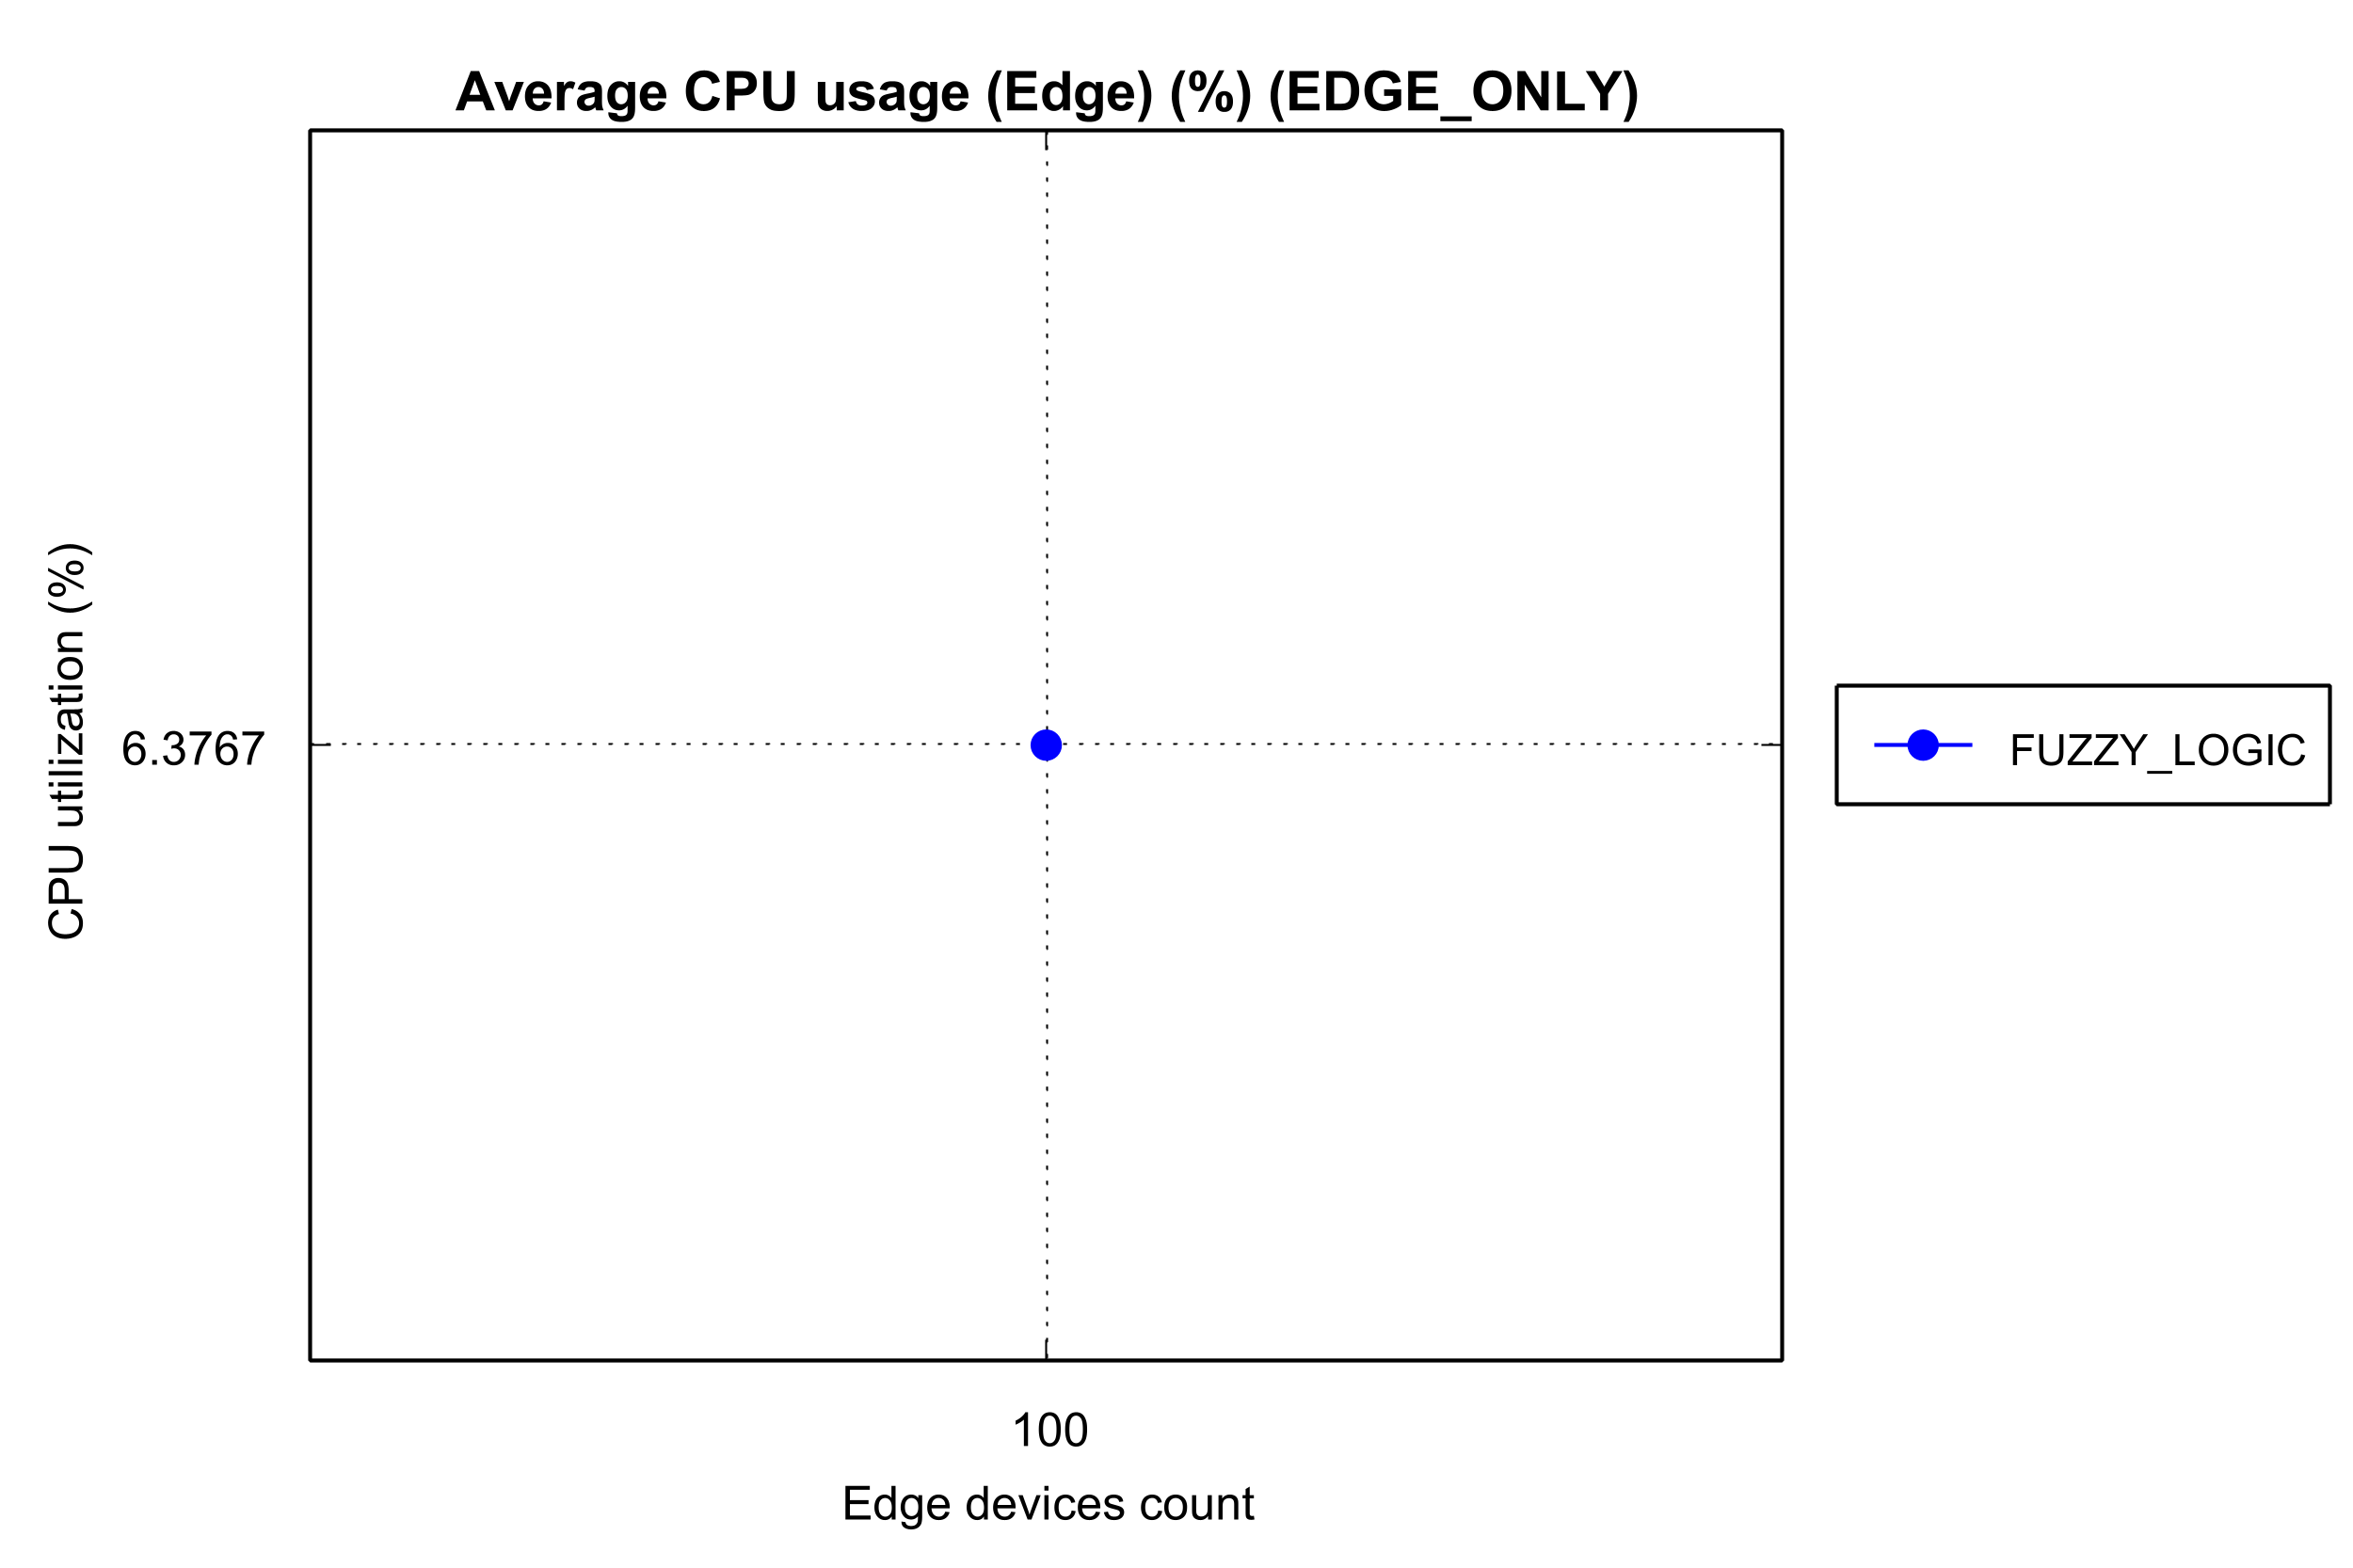 Average CPU usage (Edge) (%) (EDGE_ONLY)
CPU utilization (%)
6.3767
FUZZY_LOGIC
100
Edge devices count